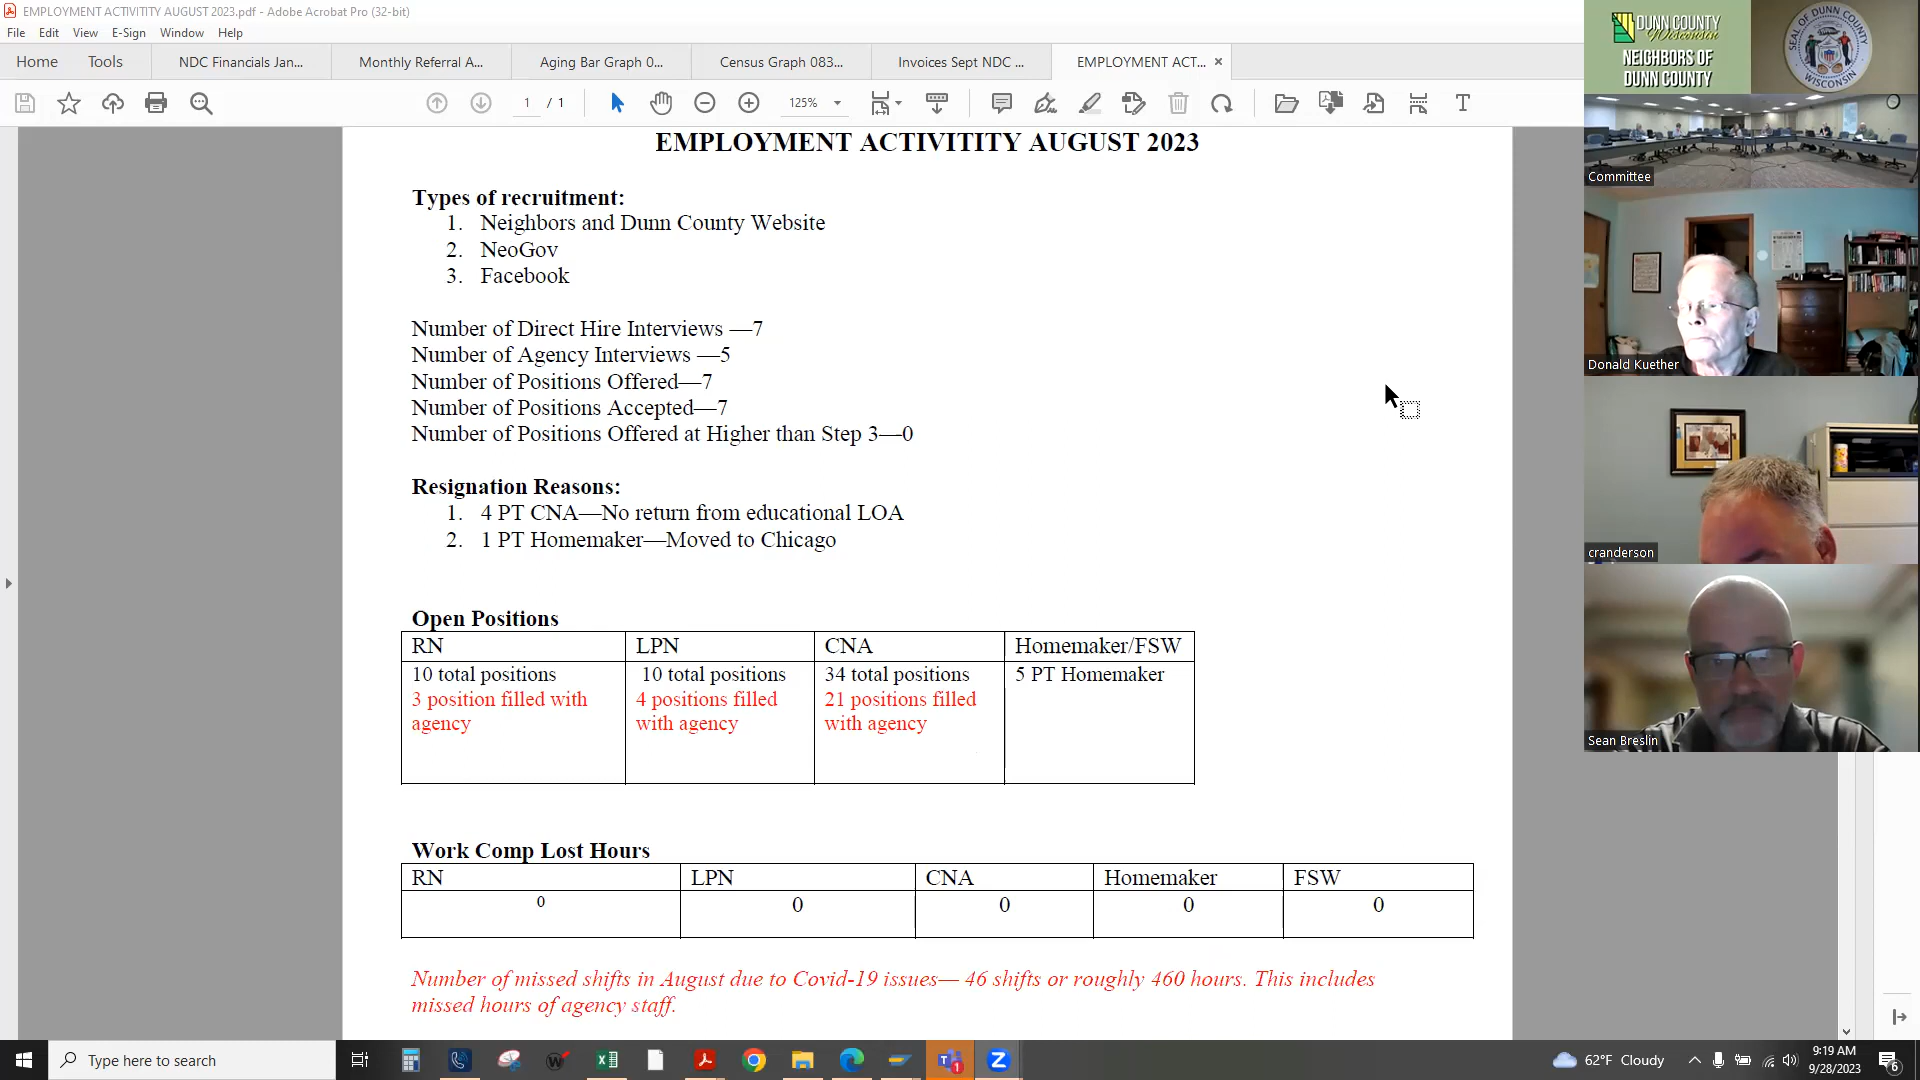 EMPLOYMENT ACTIVITITY AUGUST 2023.pdf - Adobe Acrobat Pro (32-bit)
File Edit View E-Sign Window Help
Home Tools NDC Financials Jan... Monthly Referral A... Aging Bar Graph 0... Census Graph 083... Invoices Sept NDC ... EMPLOYMENT ACT... ×
1 / 1 125%
EMPLOYMENT ACTIVITITY AUGUST 2023
Types of recruitment:
1. Neighbors and Dunn County Website
2. NeoGov
3. Facebook
Number of Direct Hire Interviews —7
Number of Agency Interviews —5
Number of Positions Offered—7
Number of Positions Accepted—7
Number of Positions Offered at Higher than Step 3—0
Resignation Reasons:
1. 4 PT CNA—No return from educational LOA
2. 1 PT Homemaker—Moved to Chicago
Open Positions
RN LPN CNA Homemaker/FSW
10 total positions 10 total positions 34 total positions 5 PT Homemaker
3 position filled with 4 positions filled 21 positions filled
agency with agency with agency
Work Comp Lost Hours
RN LPN CNA Homemaker FSW
0 0 0 0 0
Number of missed shifts in August due to Covid-19 issues— 46 shifts or roughly 460 hours. This includes
missed hours of agency staff.
DUNN COUNTY
Wisconsin
NEIGHBORS OF
DUNN COUNTY
SEAL OF DUNN COUNTY
WISCONSIN
Committee
Donald Kuether
cranderson
Sean Breslin
Type here to search
62°F Cloudy
9:19 AM
9/28/2023
6
1